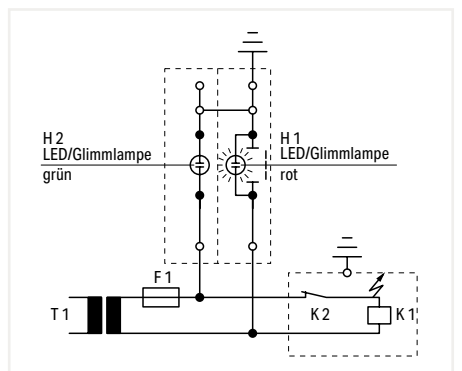 H 2
LED/Glimmlampe
grün
H 1
LED/Glimmlampe
rot
F 1
T 1
K 2
K 1